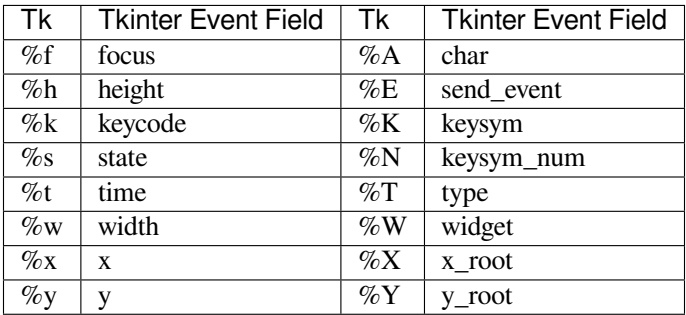 Tk Tkinter Event Field Tk Tkinter Event Field
%f focus %A char
%h height %E send_event
%k keycode %K keysym
%s state %N keysym_num
%t time %T type
%w width %W widget
%x x %X x_root
%y y %Y y_root